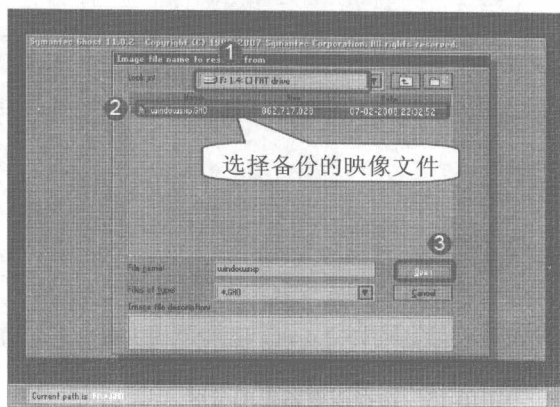 Symantec Ghost 11.0.2 Copyright (C) 1998-2007 Symantec Corporation. All rights reserved.
1
Image file name to res from
Look in:
F: 1.4: [] FAT drive
2
windowsxp.GHO
07-02-2008 22:02:52
选择备份的映像文件
3
File name:
windowsxp
Open
Files of type:
*.GHO
Cancel
Image file description:
Current path is